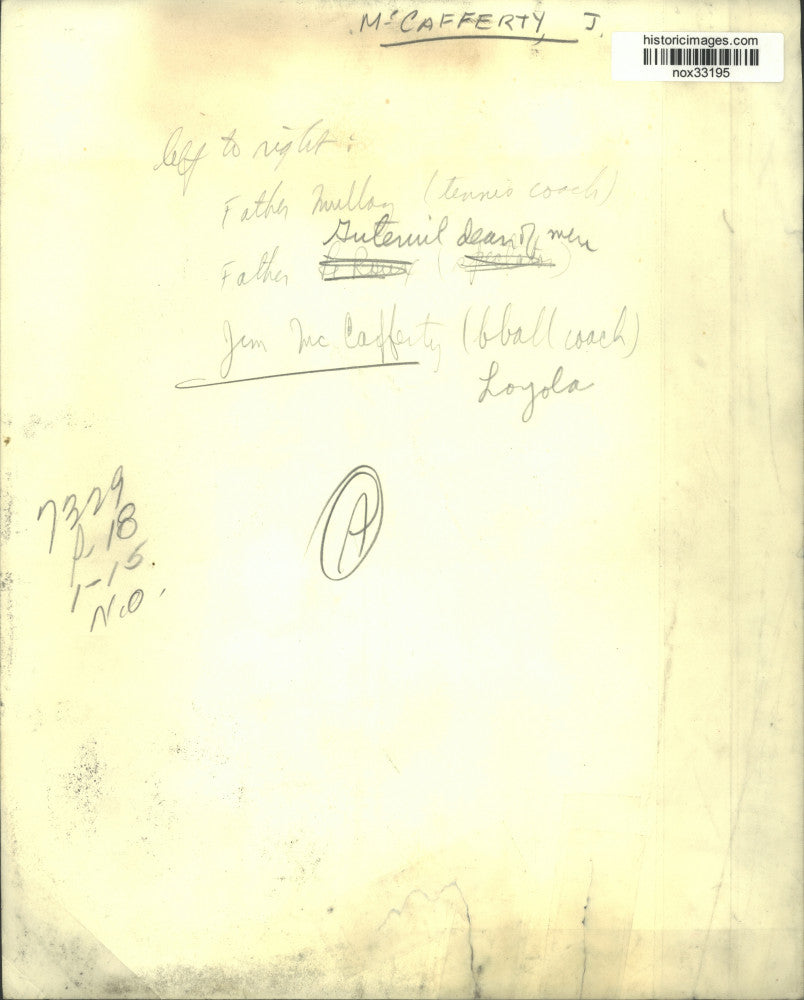 McCAFFERTY, J.
historicimages.com
nox33195
left to right:
Father Mulloy (tennis coach)
dean of men
Father
Jim McCafferty (bball coach)
Loyola
7329
p. 18
1-15.
N.O.
A